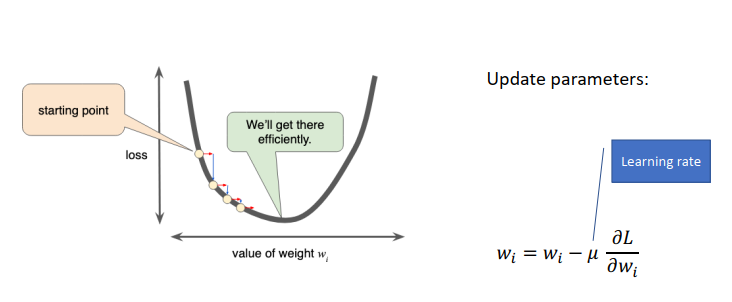 starting point
loss
We'll get there
efficiently.
value of weight wᵢ
Update parameters:
Learning rate
wᵢ = wᵢ − μ ∂L/∂wᵢ